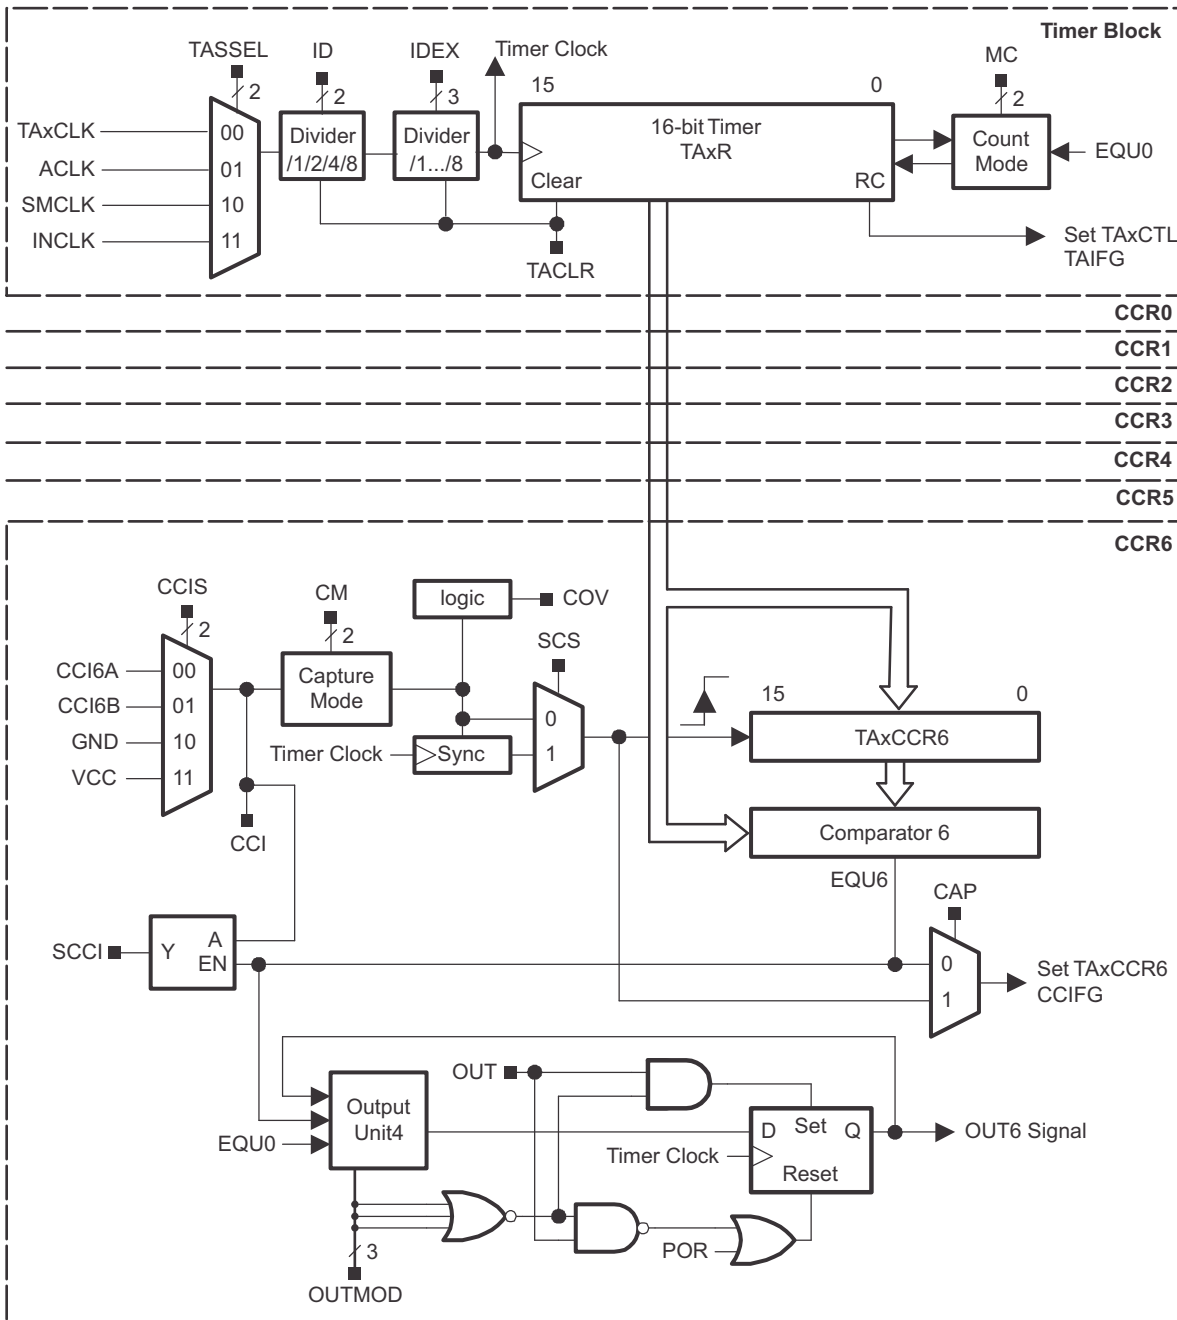 Timer Block
TASSEL
ID
IDEX
Timer Clock
MC
2
2
3
15
0
2
TAxCLK
ACLK
SMCLK
INCLK
00
01
10
11
Divider
/1/2/4/8
Divider
/1.../8
16-bit Timer
TAxR
Clear
RC
Count
Mode
EQU0
TACLR
Set TAxCTL
TAIFG
CCR0
CCR1
CCR2
CCR3
CCR4
CCR5
CCR6
CCIS
2
CM
2
logic
COV
SCS
CCI6A
CCI6B
GND
VCC
00
01
10
11
Capture
Mode
Timer Clock
Sync
0
1
15
0
TAxCCR6
CCI
Comparator 6
EQU6
CAP
SCCI
Y
A
EN
0
1
Set TAxCCR6
CCIFG
OUT
Output
Unit4
EQU0
D
Set
Q
Reset
Timer Clock
OUT6 Signal
POR
3
OUTMOD